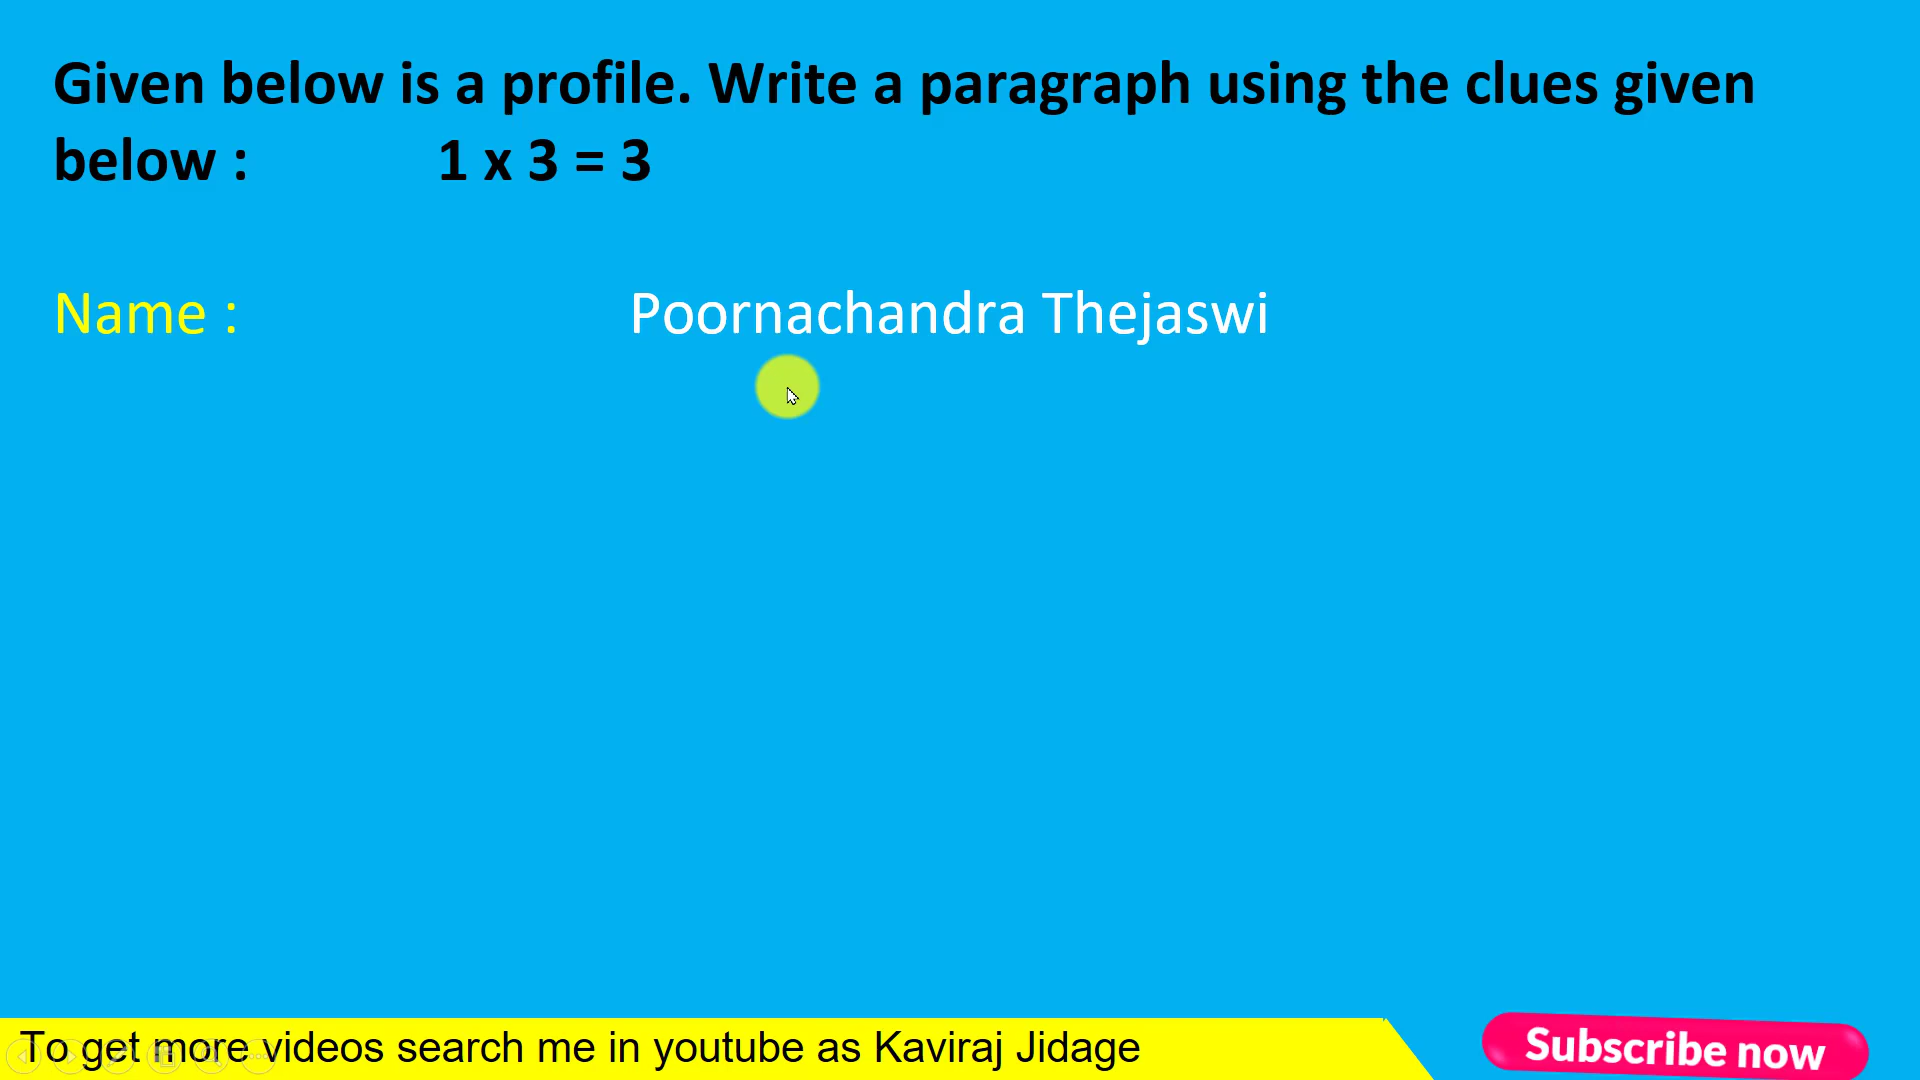 Given below is a profile. Write a paragraph using the clues given
below : 1 x 3 = 3
Name : Poornachandra Thejaswi
To get more videos search me in youtube as Kaviraj Jidage
Subscribe now